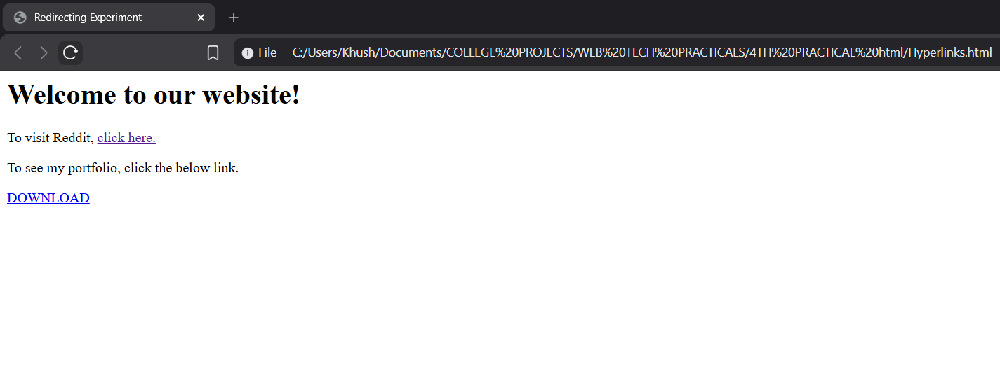 Redirecting Experiment
File C:/Users/Khush/Documents/COLLEGE%20PROJECTS/WEB%20TECH%20PRACTICALS/4TH%20PRACTICAL%20html/Hyperlinks.html
Welcome to our website!
To visit Reddit, click here.
To see my portfolio, click the below link.
DOWNLOAD